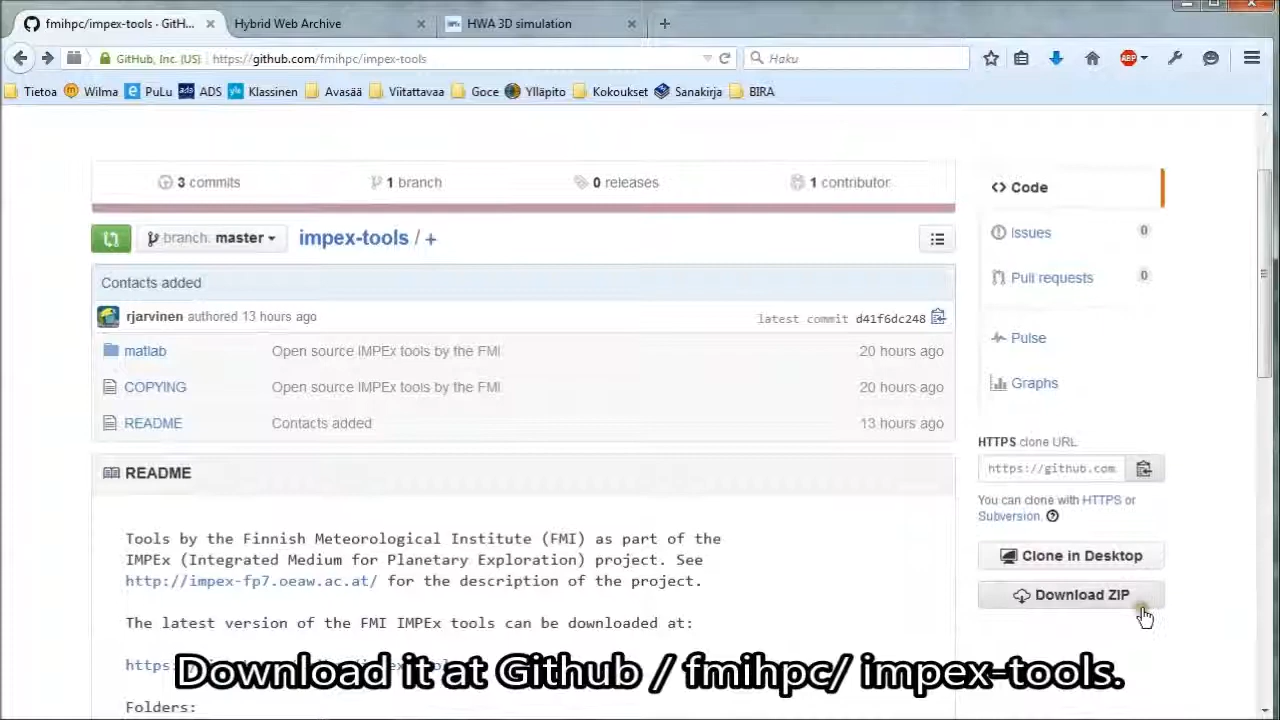 fmihpc/impex-tools · GitH...
Hybrid Web Archive
HWA 3D simulation
GitHub, Inc. (US)
https://github.com/fmihpc/impex-tools
Haku
ABP
Tietoa
Wilma
PuLu
ADS
Klassinen
Avasää
Viitattavaa
Goce
Ylläpito
Kokoukset
Sanakirja
BIRA
3 commits
1 branch
0 releases
1 contributor
branch: master
impex-tools / +
Contacts added
rjarvinen authored 13 hours ago
latest commit d41f6dc248
matlab
Open source IMPEx tools by the FMI
20 hours ago
COPYING
Open source IMPEx tools by the FMI
20 hours ago
README
Contacts added
13 hours ago
README
Tools by the Finnish Meteorological Institute (FMI) as part of the
IMPEx (Integrated Medium for Planetary Exploration) project. See
http://impex-fp7.oeaw.ac.at/ for the description of the project.
The latest version of the FMI IMPEx tools can be downloaded at:
Folders:
<> Code
Issues
0
Pull requests
0
Pulse
Graphs
HTTPS clone URL
https://github.com
You can clone with HTTPS or
Subversion.
Clone in Desktop
Download ZIP
Download it at Github / fmihpc/ impex-tools.